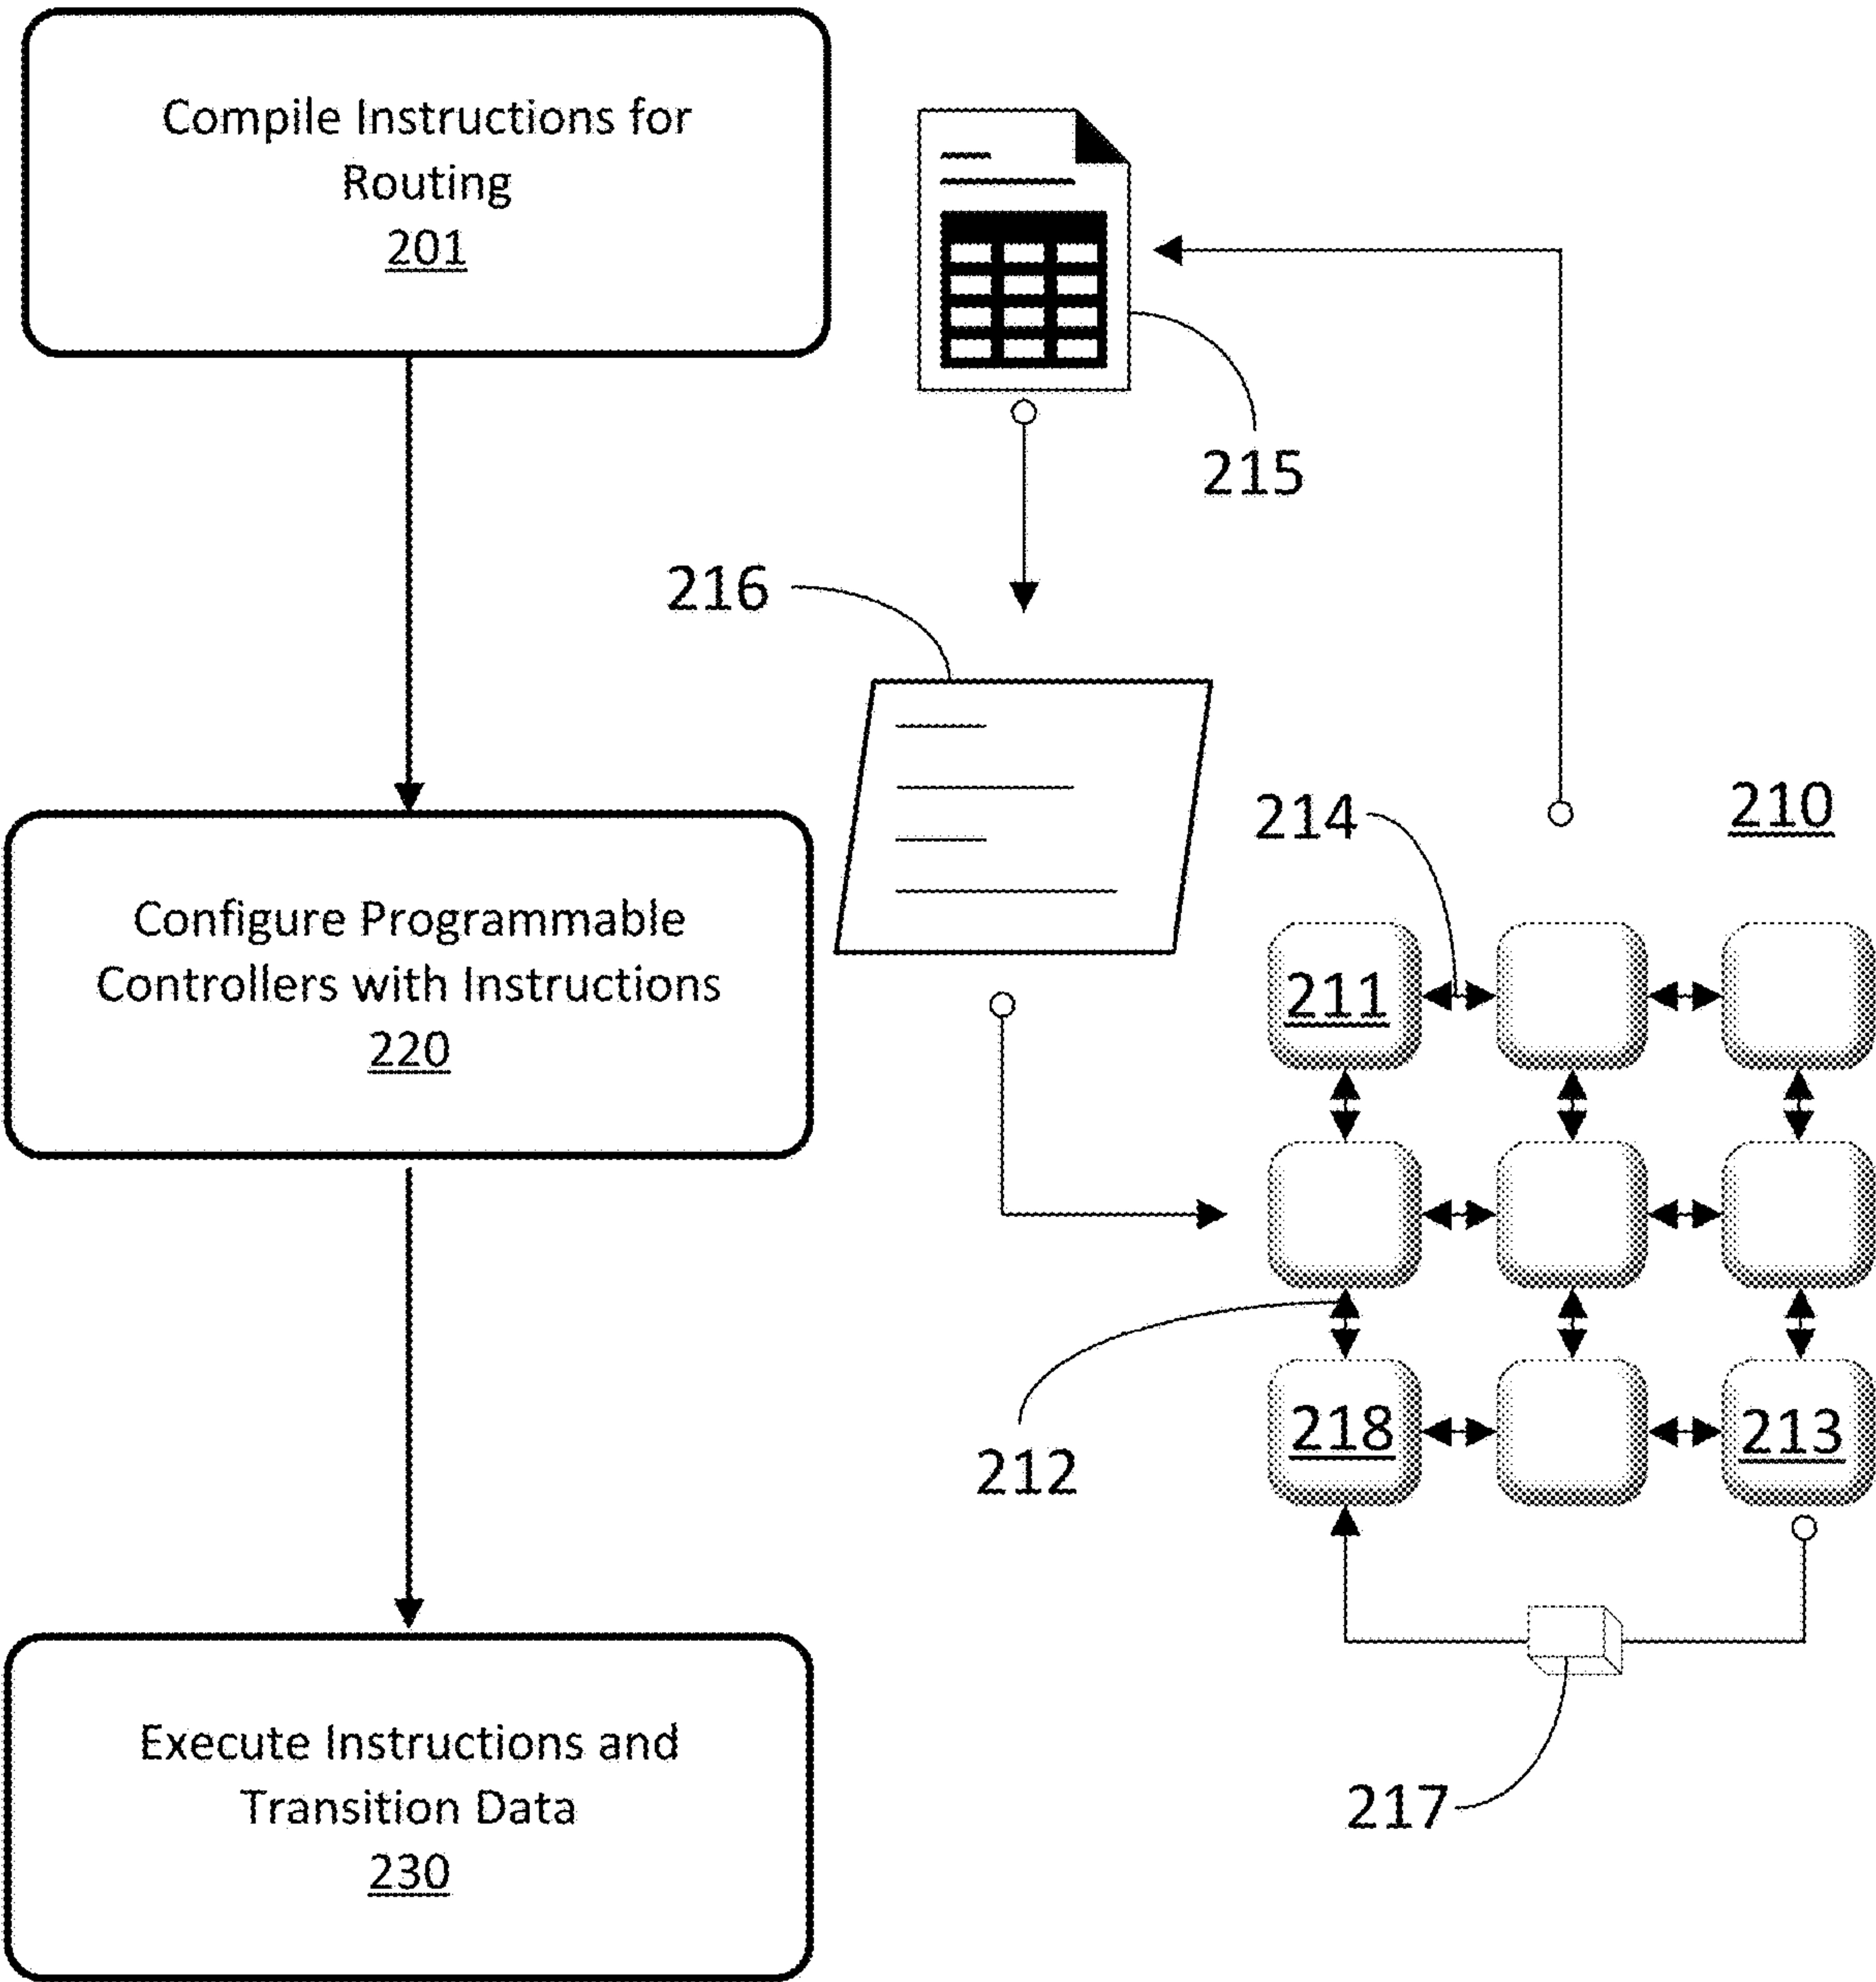 Compile Instructions for
Routing
201
215
216
214
210
Configure Programmable
Controllers with Instructions
220
211
212
218
213
217
Execute Instructions and
Transition Data
230